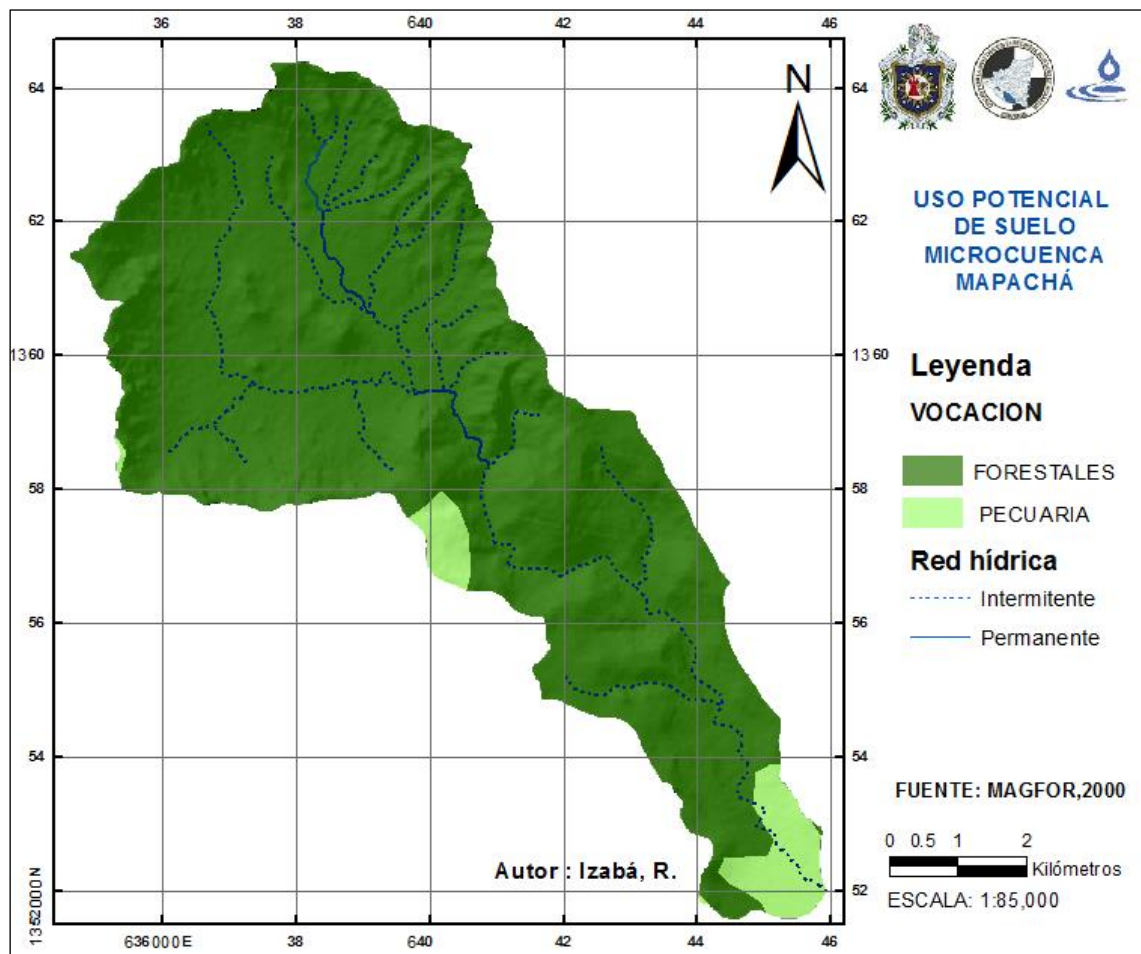 36 38 640 42 44 46
64
62
13 60
58
56
54
1352000 N
64
62
13 60
58
56
54
52
636000 E 38 640 42 44 46
N
Autor : Izabá, R.
USO POTENCIAL
DE SUELO
MICROCUENCA
MAPACHÁ
Leyenda
VOCACION
FORESTALES
PECUARIA
Red hídrica
Intermitente
Permanente
FUENTE: MAGFOR,2000
0 0.5 1 2
Kilómetros
ESCALA: 1:85,000